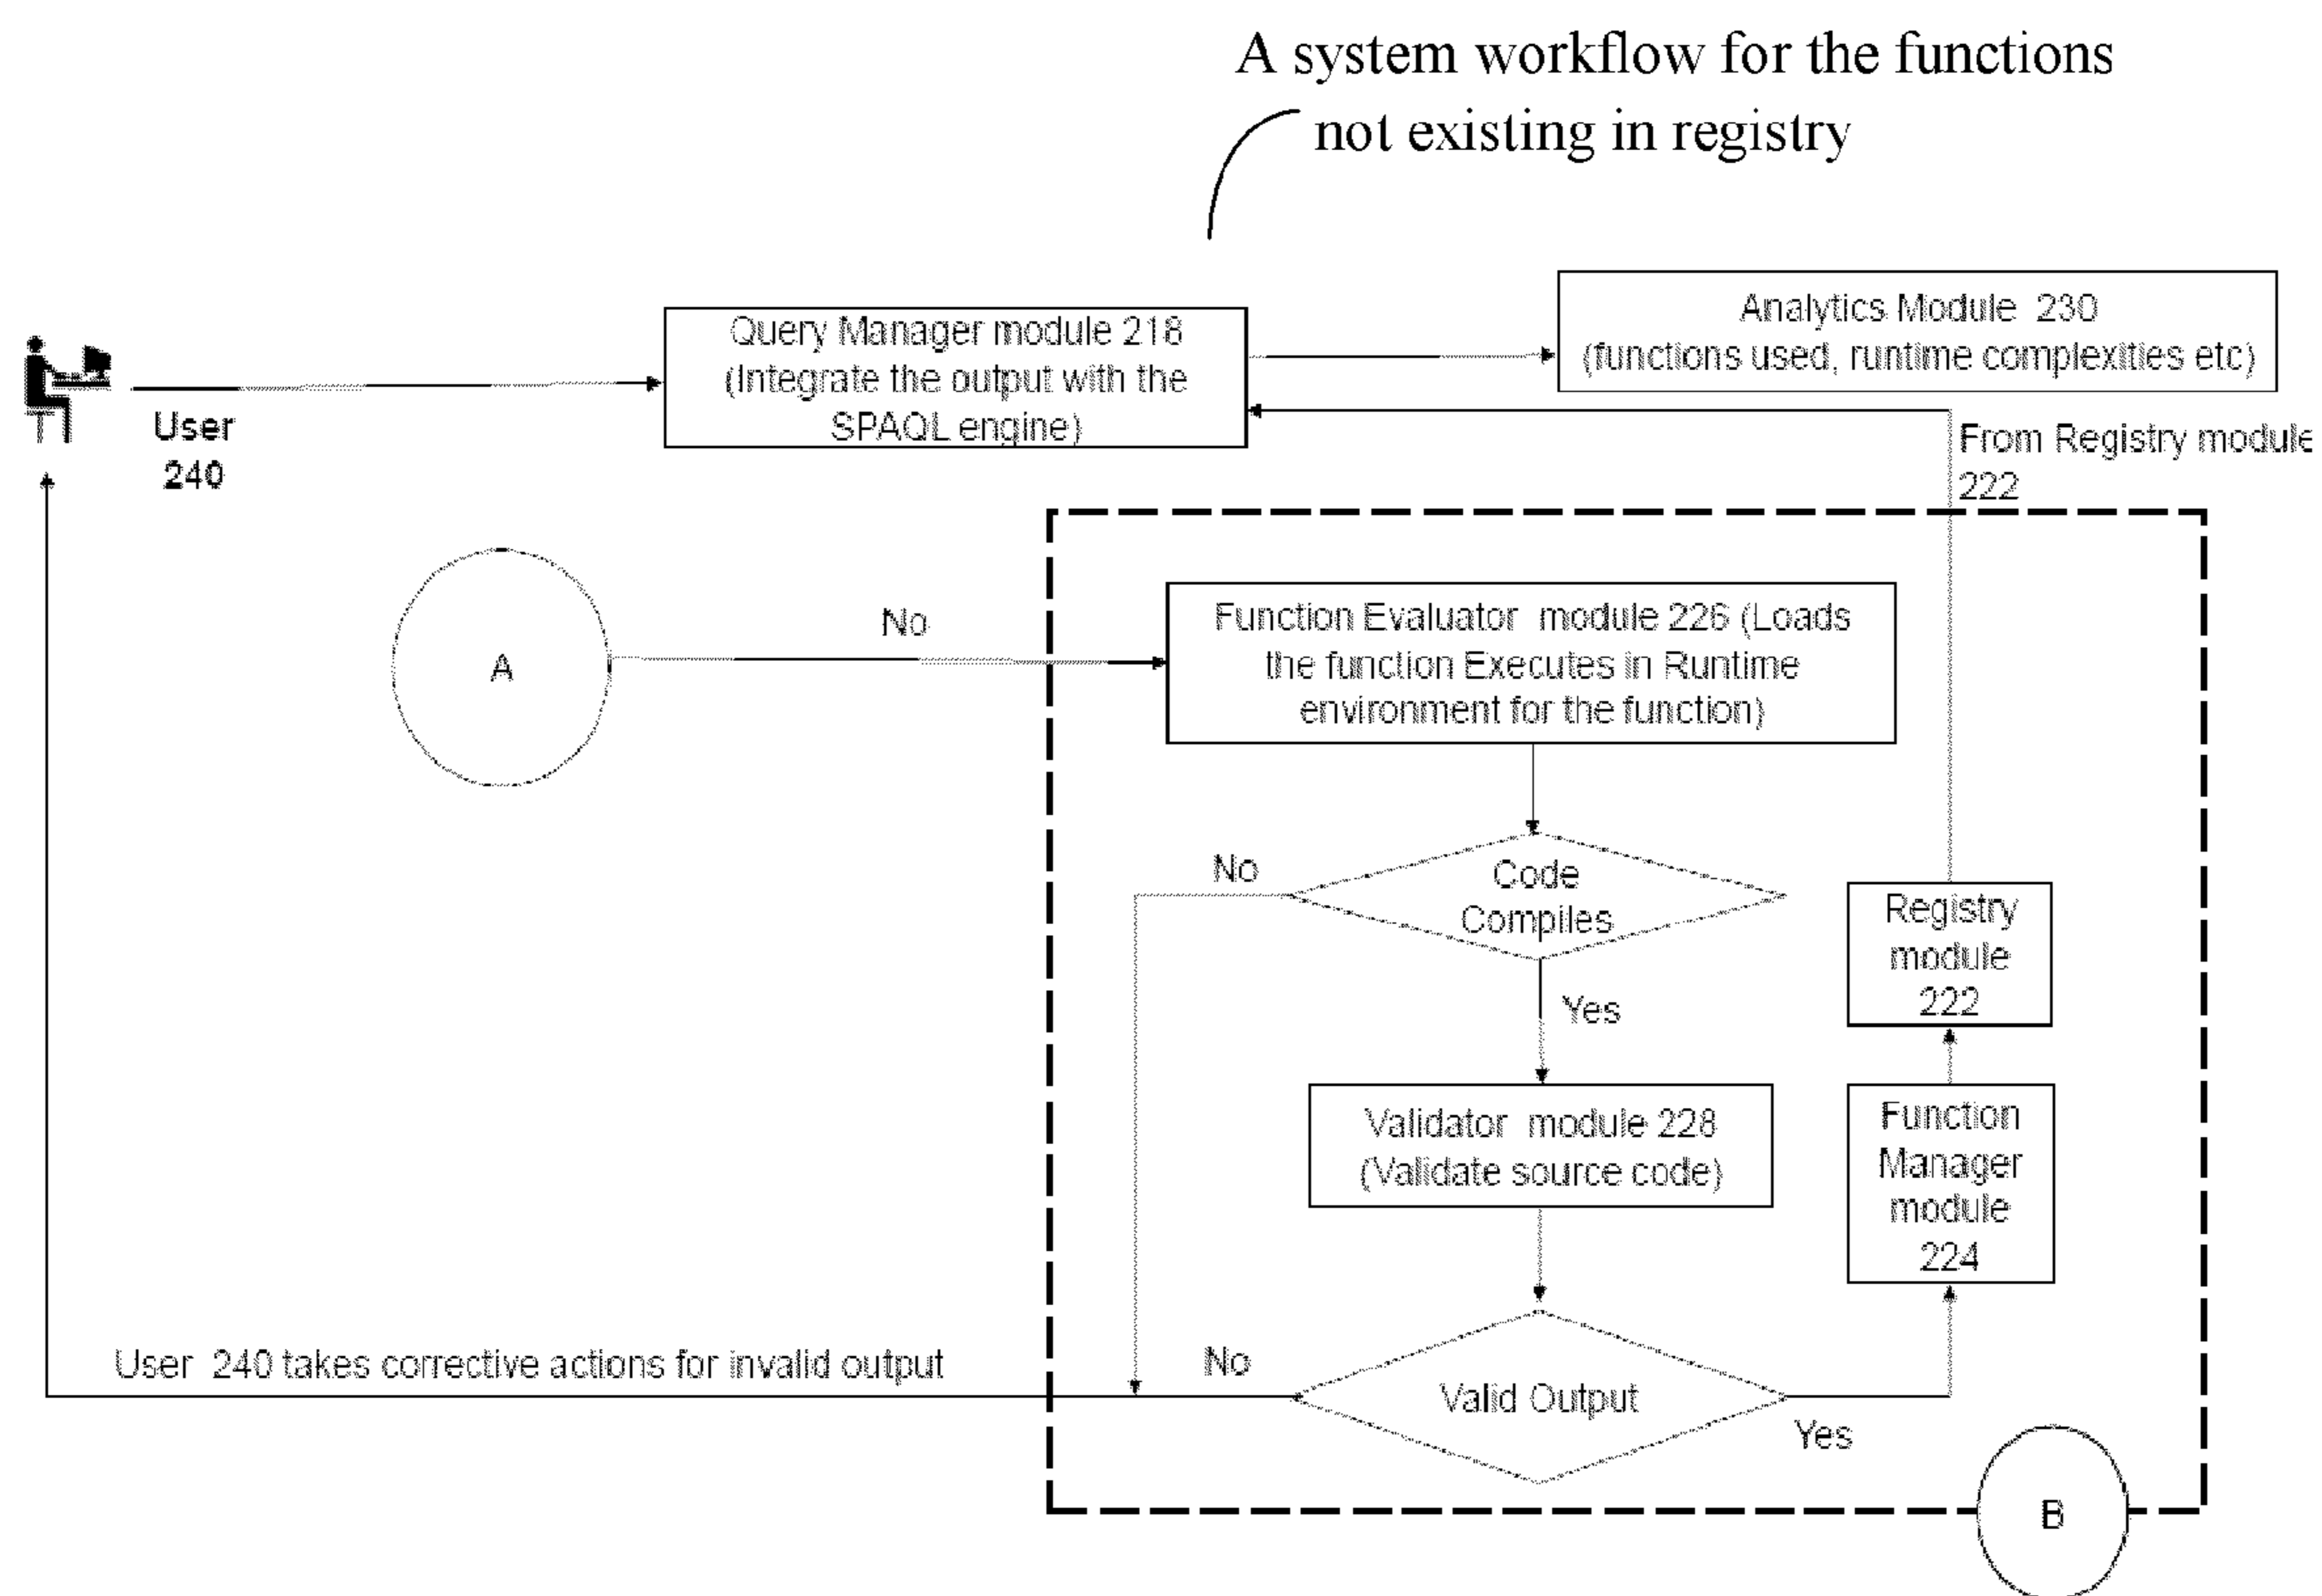 A system workflow for the functions
not existing in registry
Query Manager module 218
(Integrate the output with the
SPAQL engine)
Analytics Module 230
(functions used, runtime complexities etc)
User
240
From Registry module
222
A
No
Function Evaluator module 226 (Loads
the function Executes in Runtime
environment for the function)
No
Code
Compiles
Yes
Registry
module
222
Validator module 228
(Validate source code)
Function
Manager
module
224
User 240 takes corrective actions for invalid output
No
Valid Output
Yes
B